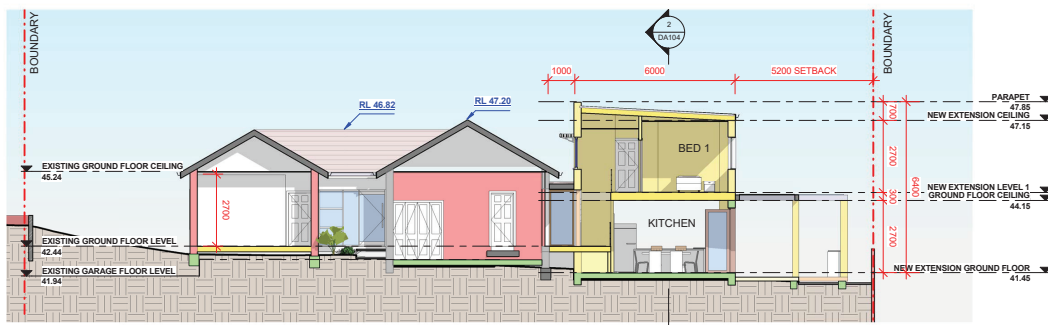 BOUNDARY
2
DA104
BOUNDARY
1000
6000
5200 SETBACK
PARAPET
47.85
RL 46.82
RL 47.20
700
NEW EXTENSION CEILING
47.15
BED 1
2700
EXISTING GROUND FLOOR CEILING
45.24
2700
6400
NEW EXTENSION LEVEL 1
300
GROUND FLOOR CEILING
44.15
KITCHEN
EXISTING GROUND FLOOR LEVEL
42.44
2700
EXISTING GARAGE FLOOR LEVEL
41.94
NEW EXTENSION GROUND FLOOR
41.45